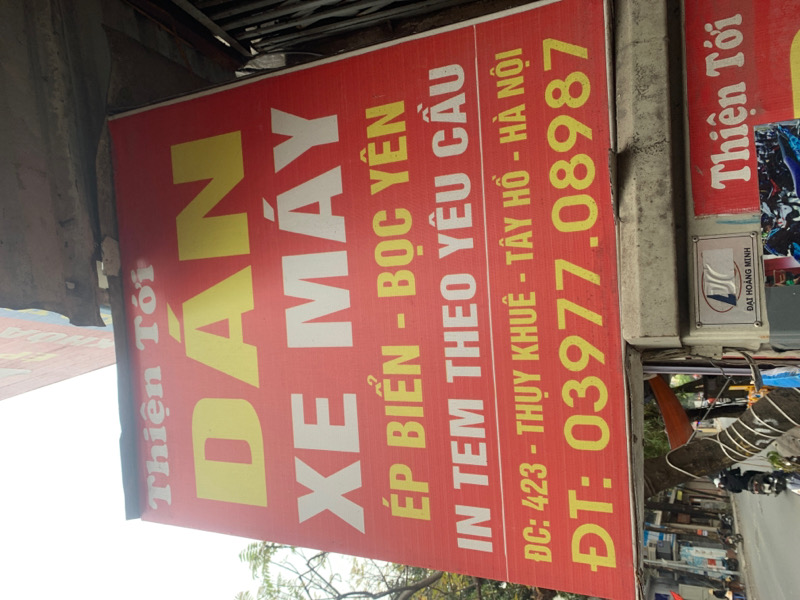 Thiện Tới
DÁN
XE MÁY
ÉP BIỂN - BỌC YÊN
IN TEM THEO YÊU CẦU
ĐC: 423 - THỤY KHUÊ - TÂY HỒ - HÀ NỘI
ĐT: 03977.08987
ĐẠI HOÀNG MINH
Thiện Tới